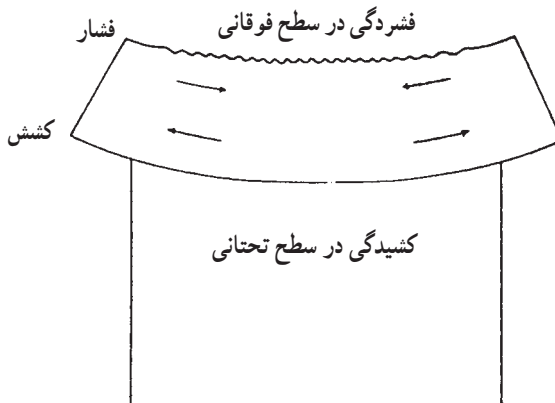 فشردگی در سطح فوقانی
فشار
کشش
کشیدگی در سطح تحتانی